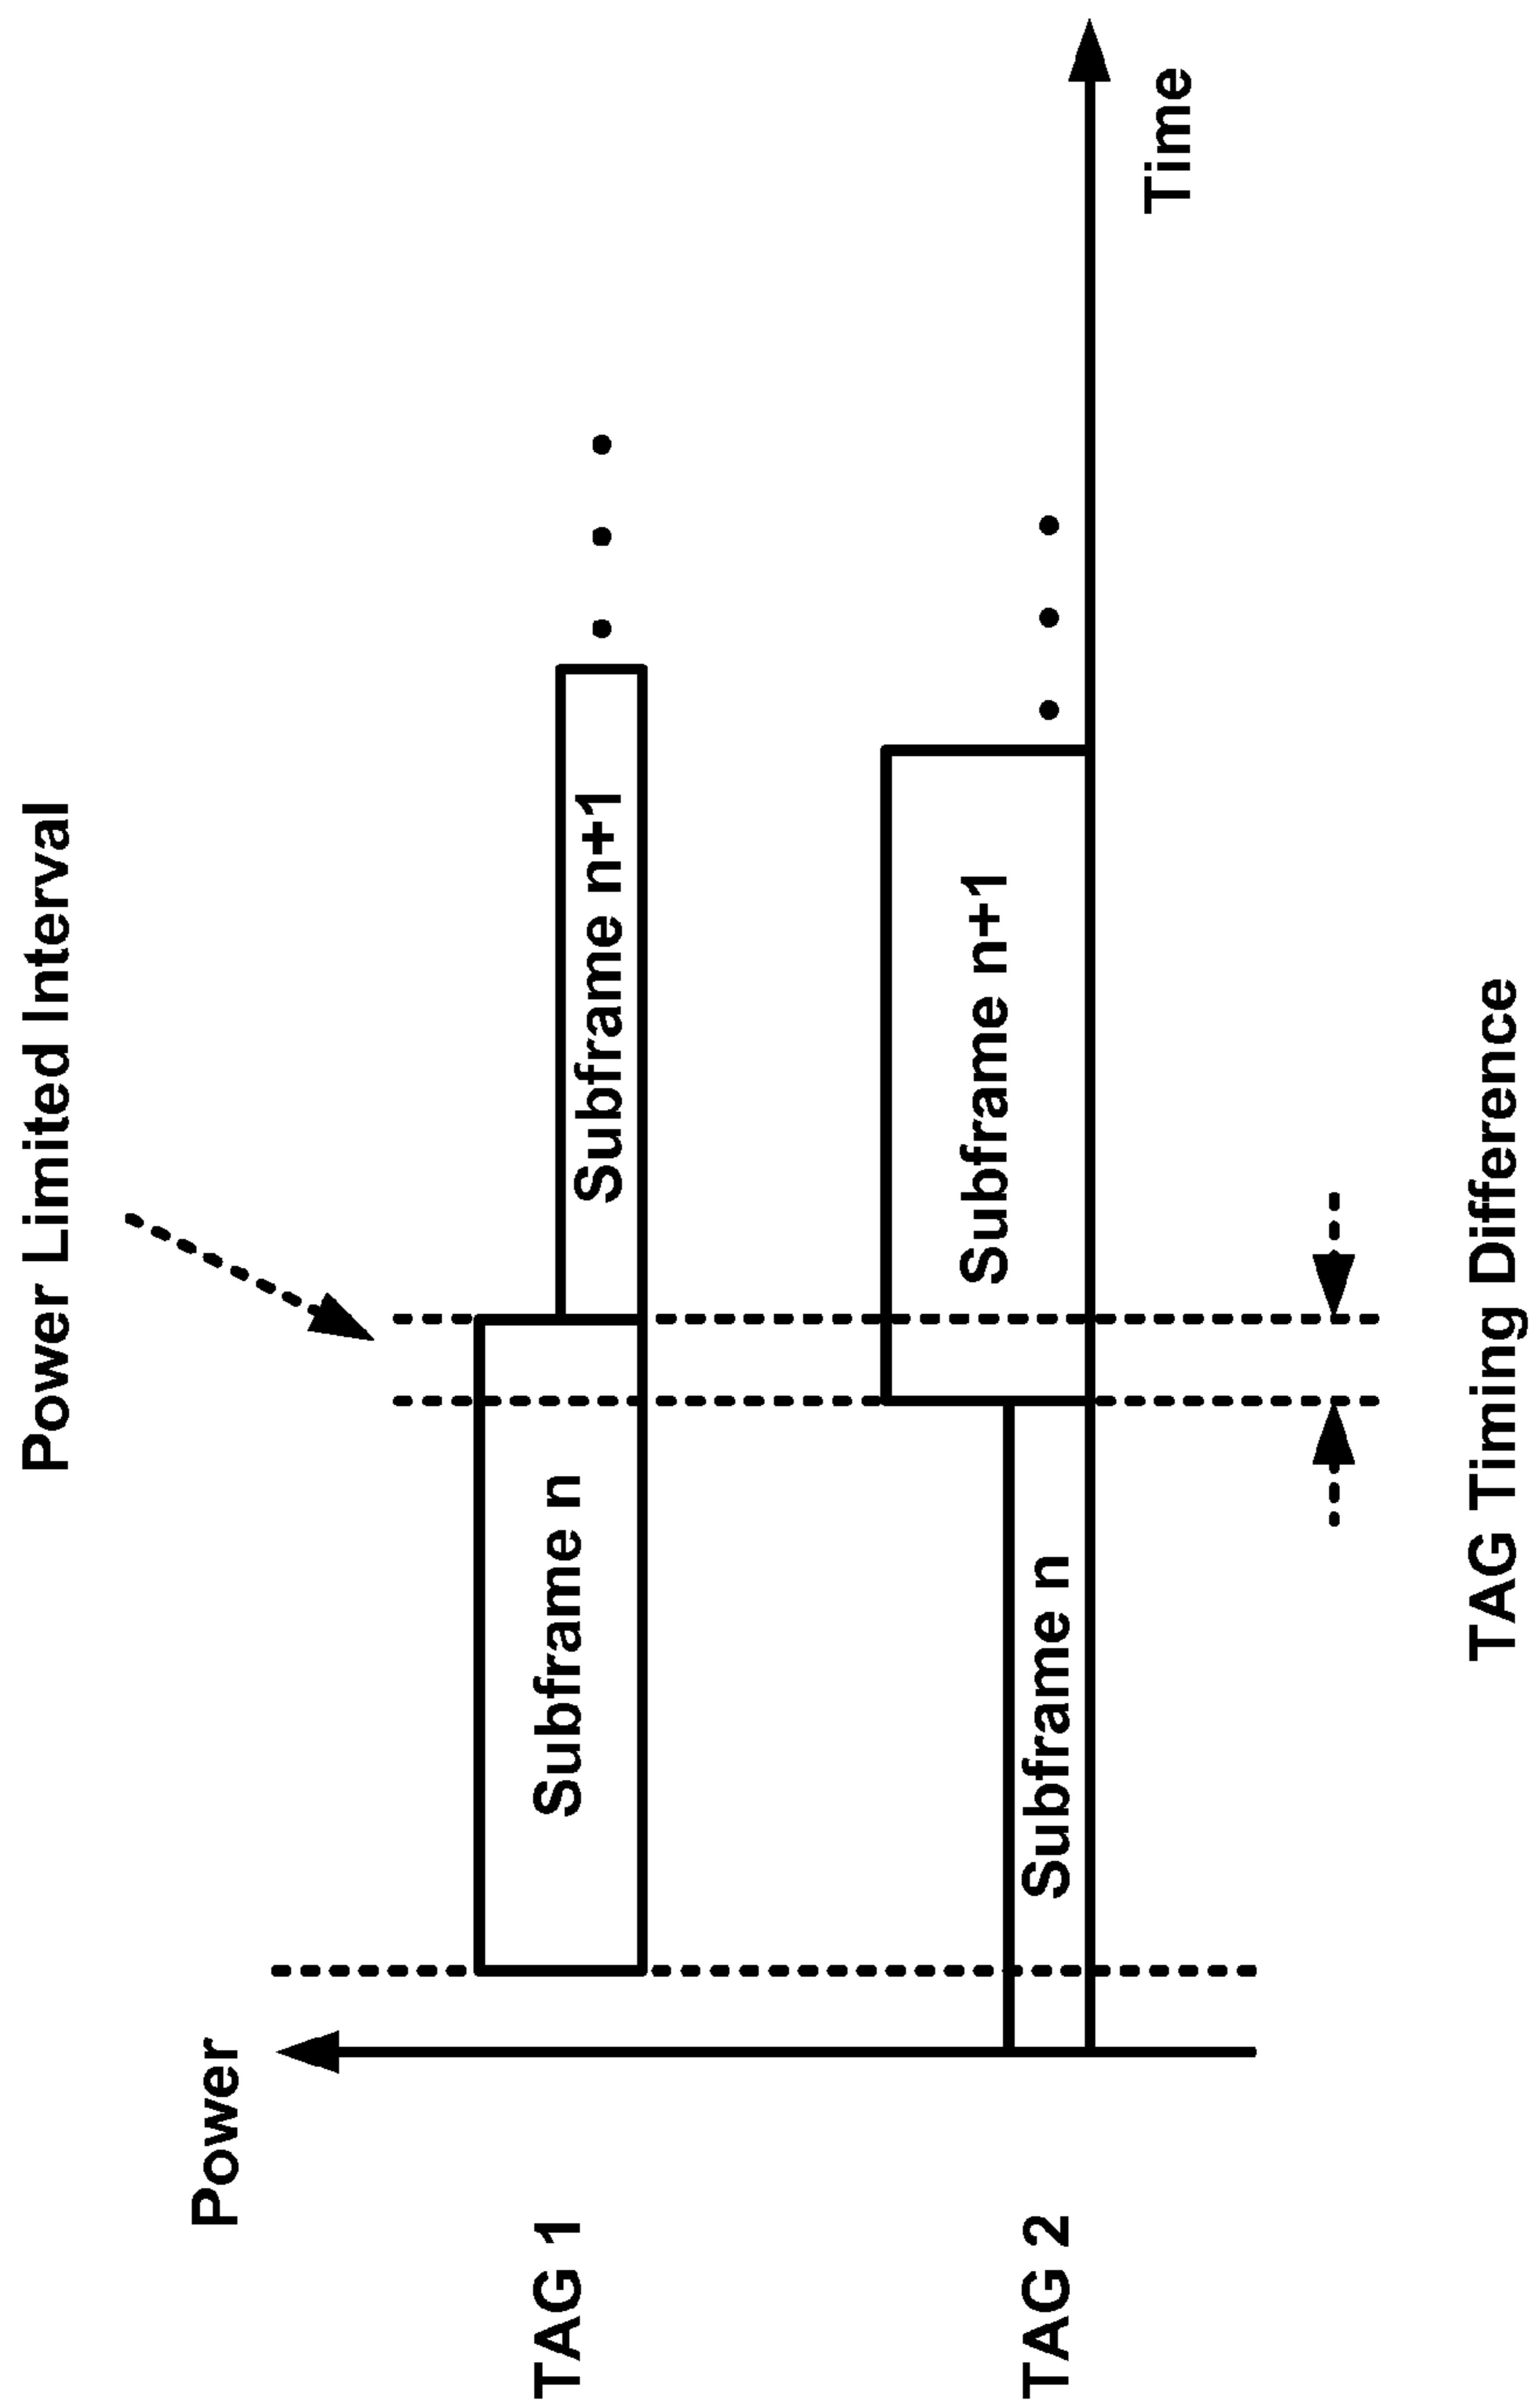 Power Limited Interval
Power
TAG 1
Subframe n
Subframe n+1
TAG 2
Subframe n
Subframe n+1
Time
TAG Timing Difference